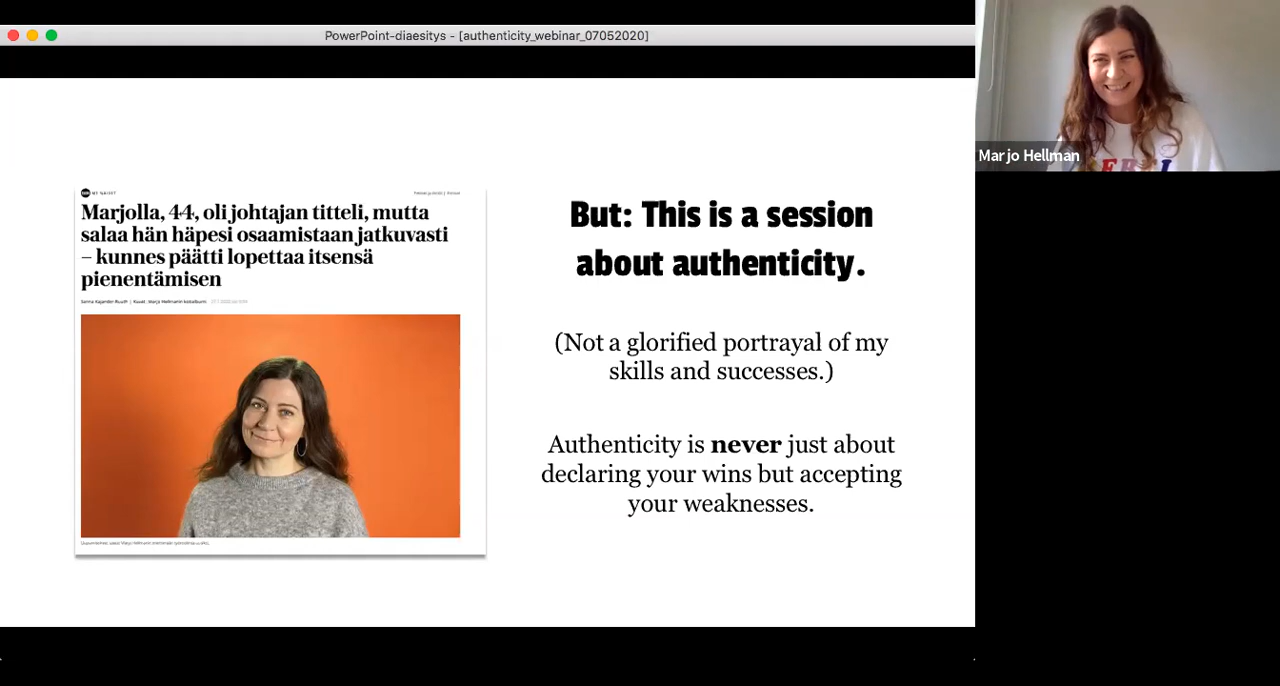 PowerPoint-diaesitys - [authenticity_webinar_07052020]
Marjo Hellman
Marjolla, 44, oli johtajan titteli, mutta
salaa hän häpesi osaamistaan jatkuvasti
– kunnes päätti lopettaa itsensä
pienentämisen
But: This is a session
about authenticity.
(Not a glorified portrayal of my
skills and successes.)
Authenticity is never just about
declaring your wins but accepting
your weaknesses.